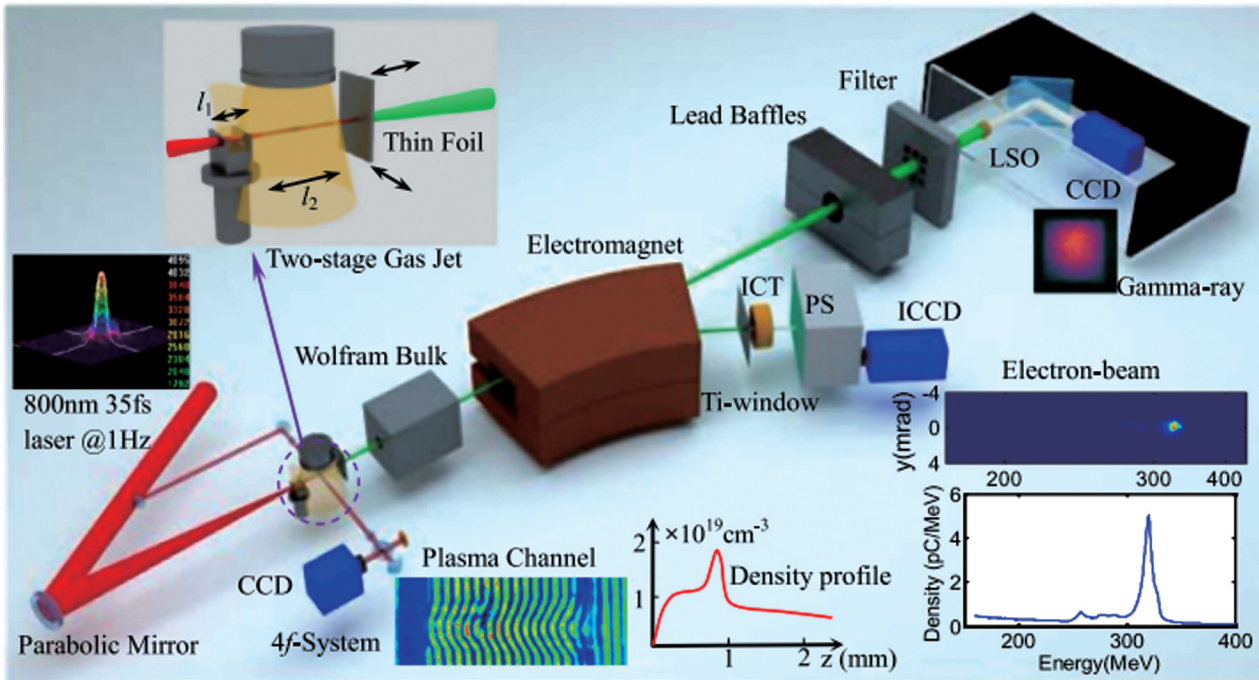 Filter
Lead Baffles
l1
Thin Foil
LSO
l2
CCD
Electromagnet
Two-stage Gas Jet
ICT
PS
Gamma-ray
4095
ICCD
Wolfram Bulk
Electron-beam
Ti-window
800nm 35fs
laser @1Hz
y(mrad)
-4
0
4
200
300
400
×10¹⁹cm⁻³
2
1
Density profile
1
2
z (mm)
Plasma Channel
CCD
4f-System
Parabolic Mirror
Density (pC/MeV)
6
4
2
0
200
300
400
Energy(MeV)